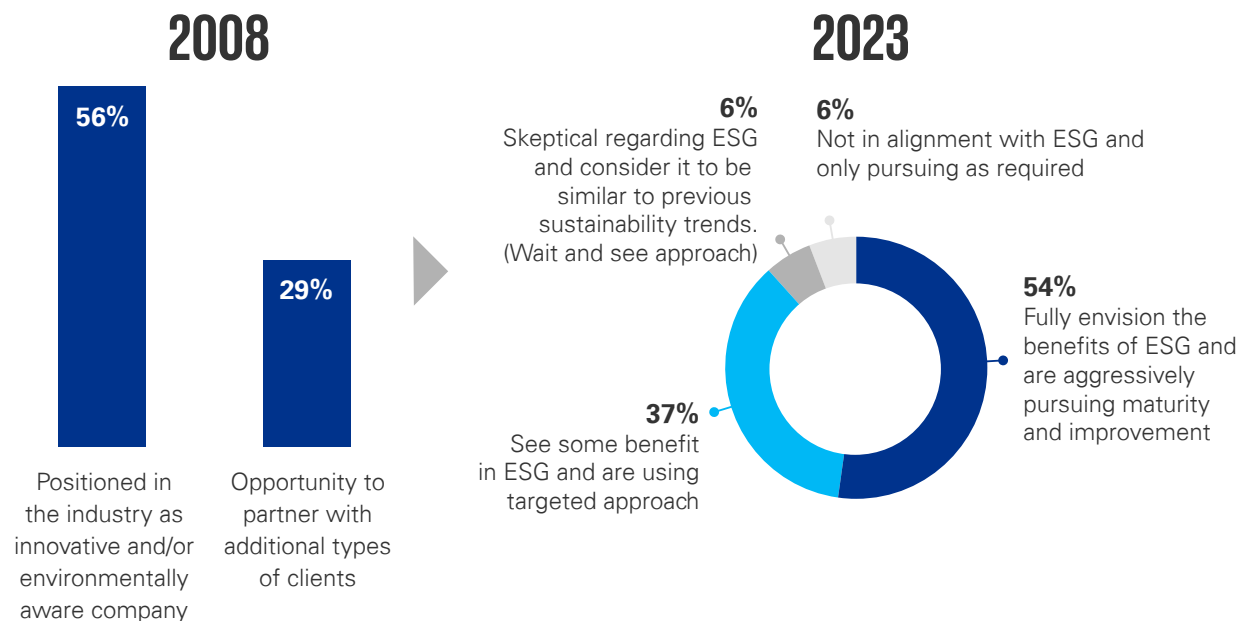 2008
56%
29%
Positioned in
the industry as
innovative and/or
environmentally
aware company
Opportunity to
partner with
additional types
of clients
2023
6%
Skeptical regarding ESG
and consider it to be
similar to previous
sustainability trends.
(Wait and see approach)
6%
Not in alignment with ESG and
only pursuing as required
54%
Fully envision the
benefits of ESG and
are aggressively
pursuing maturity
and improvement
37%
See some benefit
in ESG and are using
targeted approach